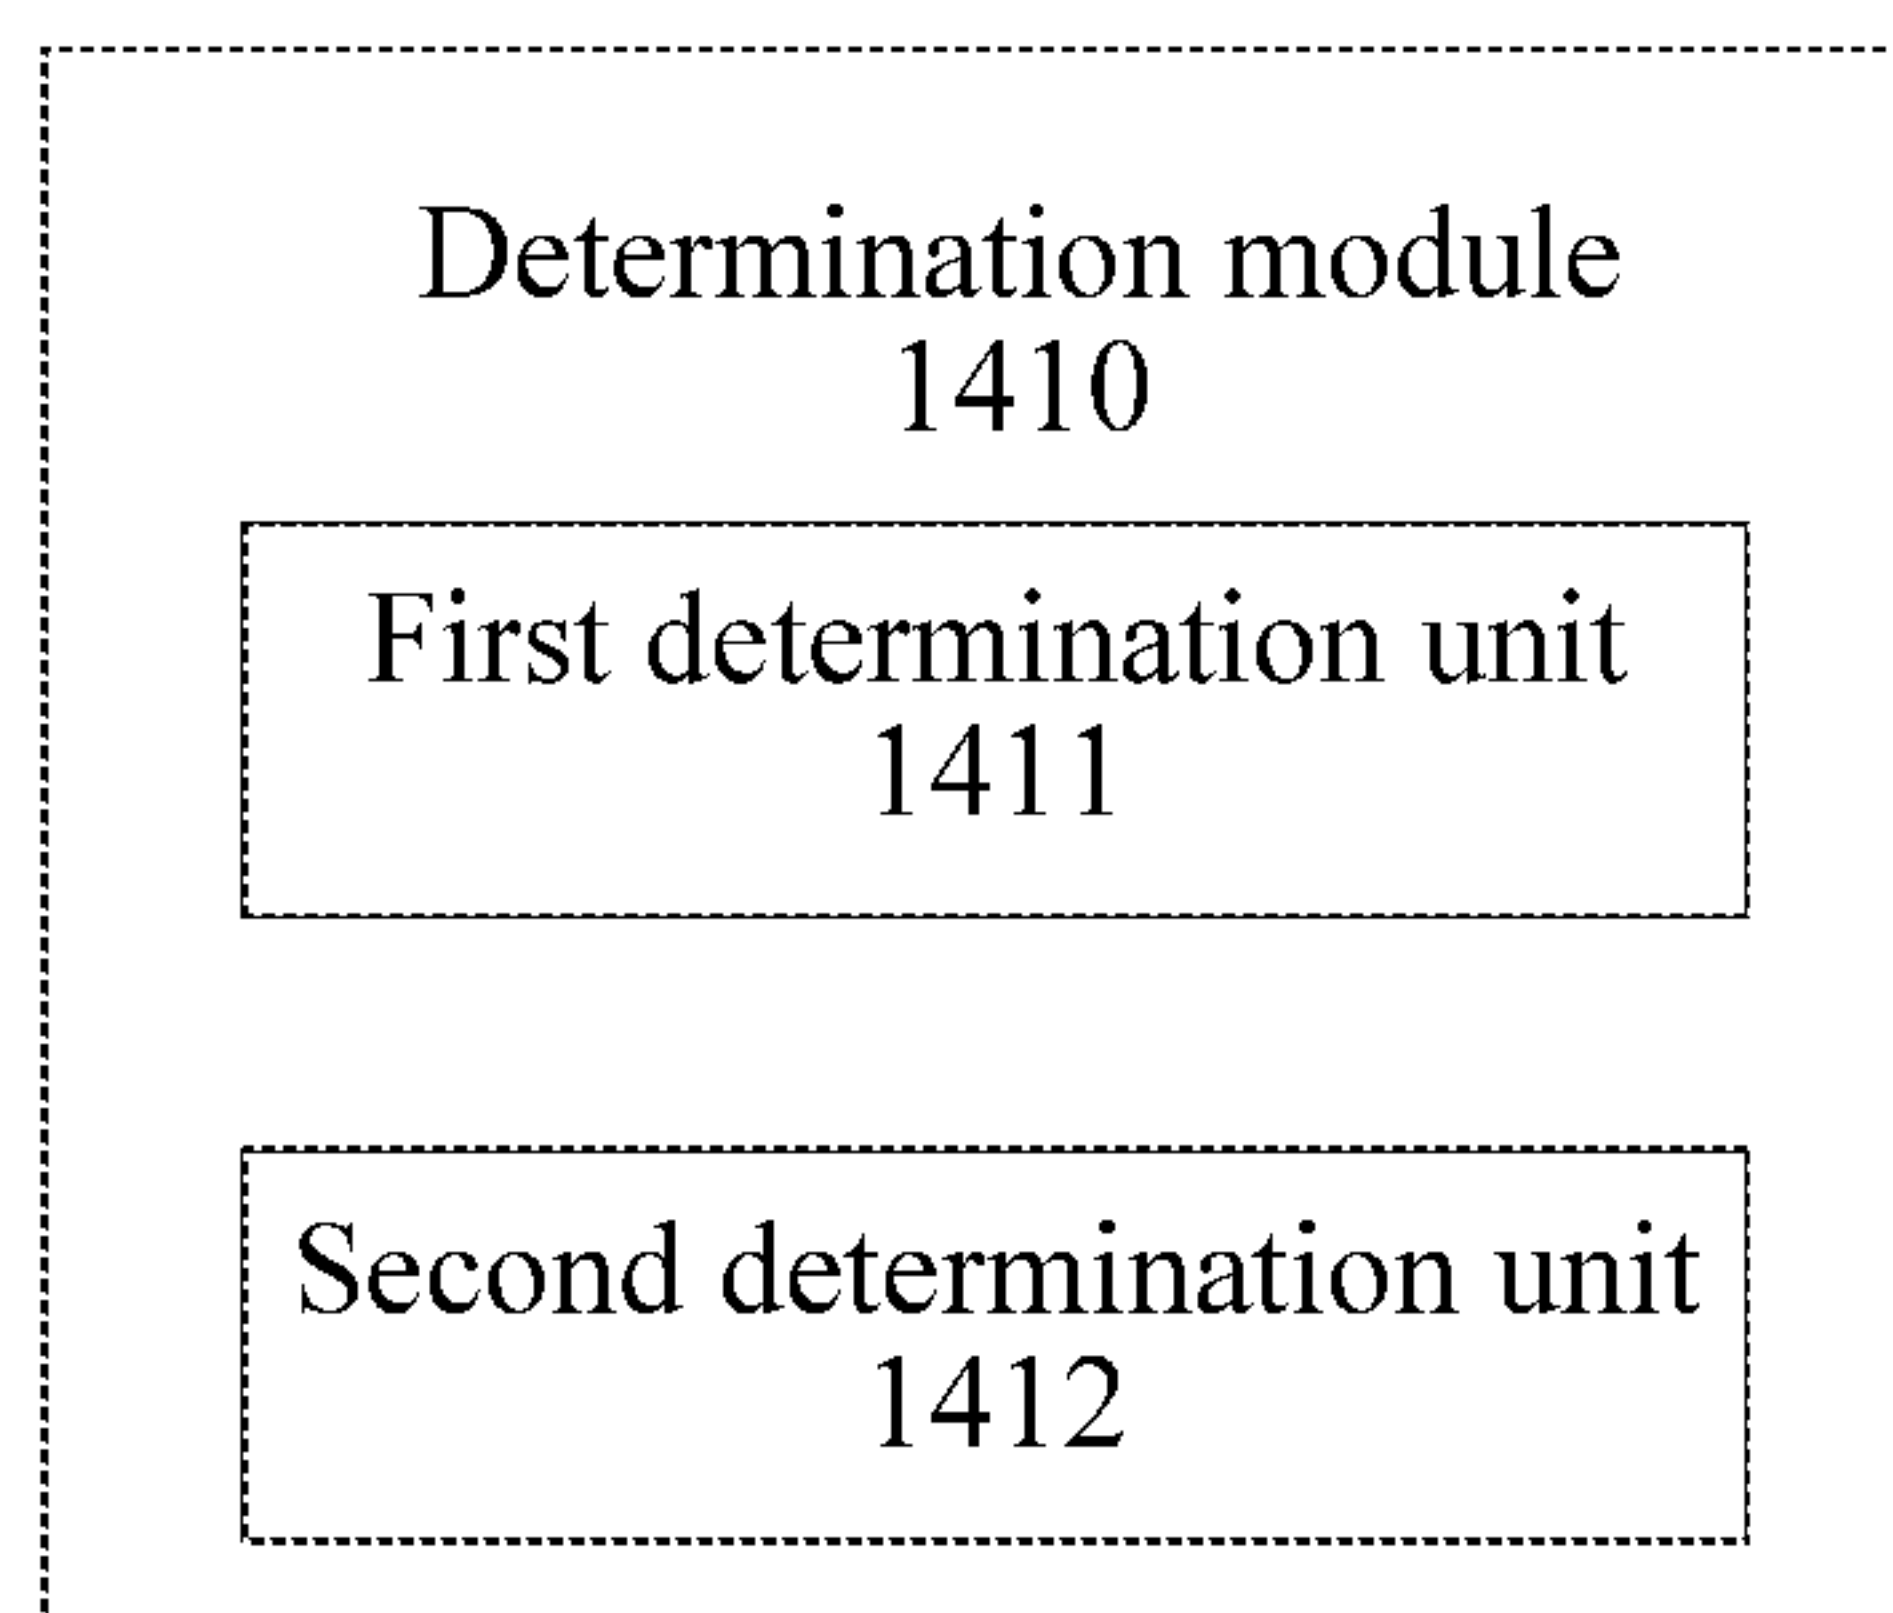 Determination module
1410
First determination unit
1411
Second determination unit
1412